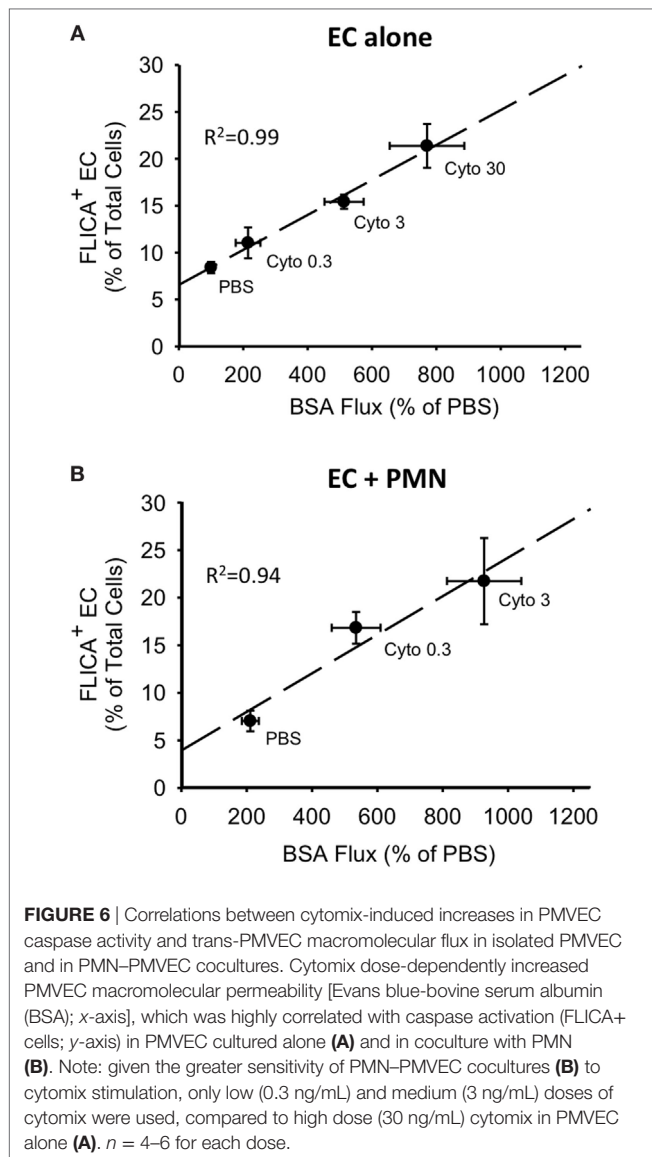 A
EC alone
30
25
20
15
10
5
0
FLICA⁺ EC
(% of Total Cells)
R²=0.99
Cyto 30
Cyto 3
Cyto 0.3
PBS
0 200 400 600 800 1000 1200
BSA Flux (% of PBS)
B
EC + PMN
30
25
20
15
10
5
0
FLICA⁺ EC
(% of Total Cells)
R²=0.94
Cyto 3
Cyto 0.3
PBS
0 200 400 600 800 1000 1200
BSA Flux (% of PBS)
FIGURE 6 | Correlations between cytomix-induced increases in PMVEC
caspase activity and trans-PMVEC macromolecular flux in isolated PMVEC
and in PMN–PMVEC cocultures. Cytomix dose-dependently increased
PMVEC macromolecular permeability [Evans blue-bovine serum albumin
(BSA); x-axis], which was highly correlated with caspase activation (FLICA+
cells; y-axis) in PMVEC cultured alone (A) and in coculture with PMN
(B). Note: given the greater sensitivity of PMN–PMVEC cocultures (B) to
cytomix stimulation, only low (0.3 ng/mL) and medium (3 ng/mL) doses of
cytomix were used, compared to high dose (30 ng/mL) cytomix in PMVEC
alone (A). n = 4–6 for each dose.